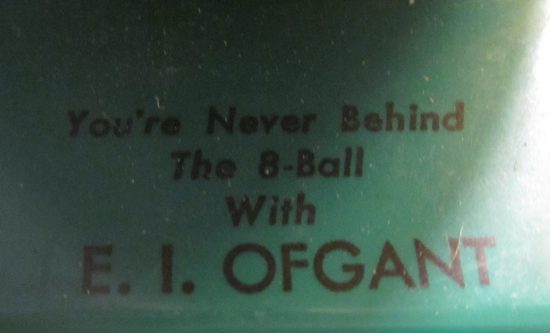 You're Never Behind
The 8-Ball
With
E. I. OFGANT